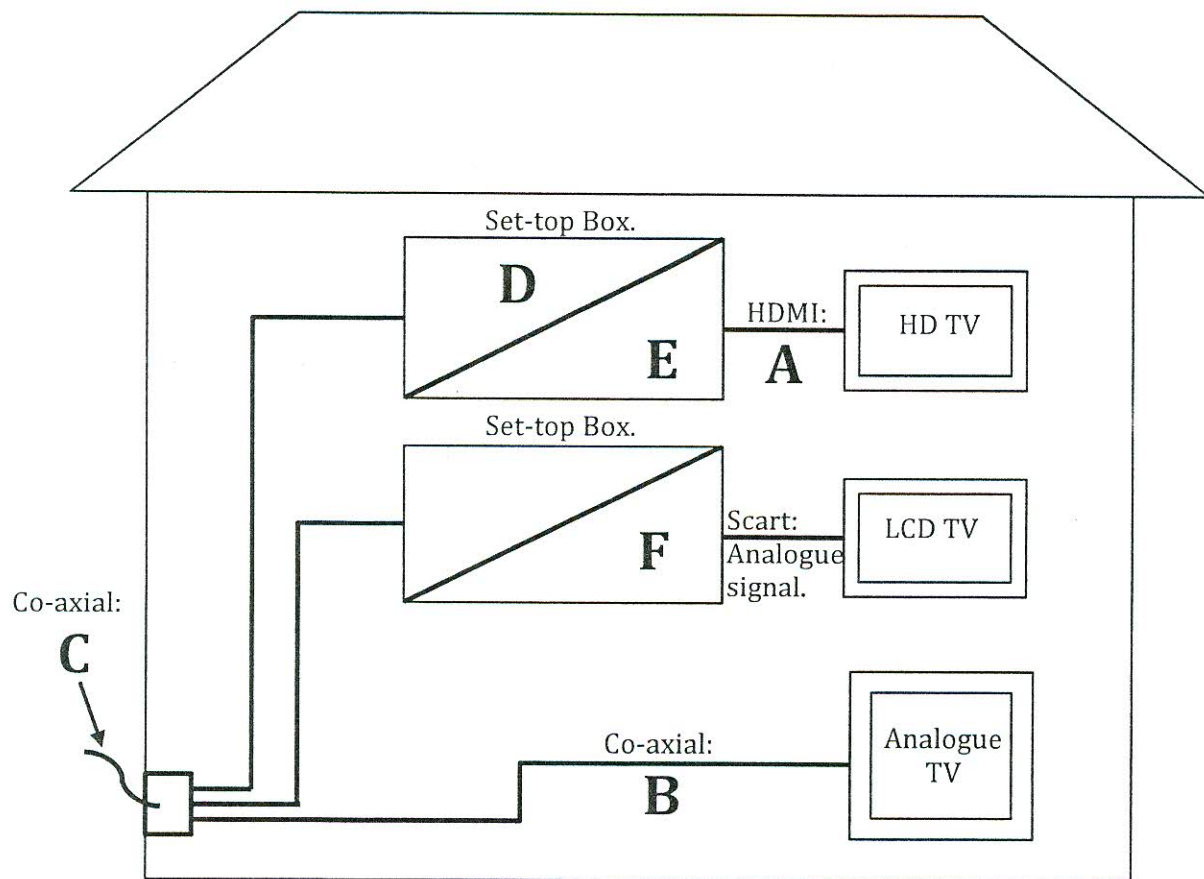 Set-top Box.
D
E
HDMI:
A
HD TV
Set-top Box.
F
Scart:
Analogue
signal.
LCD TV
Co-axial:
C
Co-axial:
B
Analogue
TV